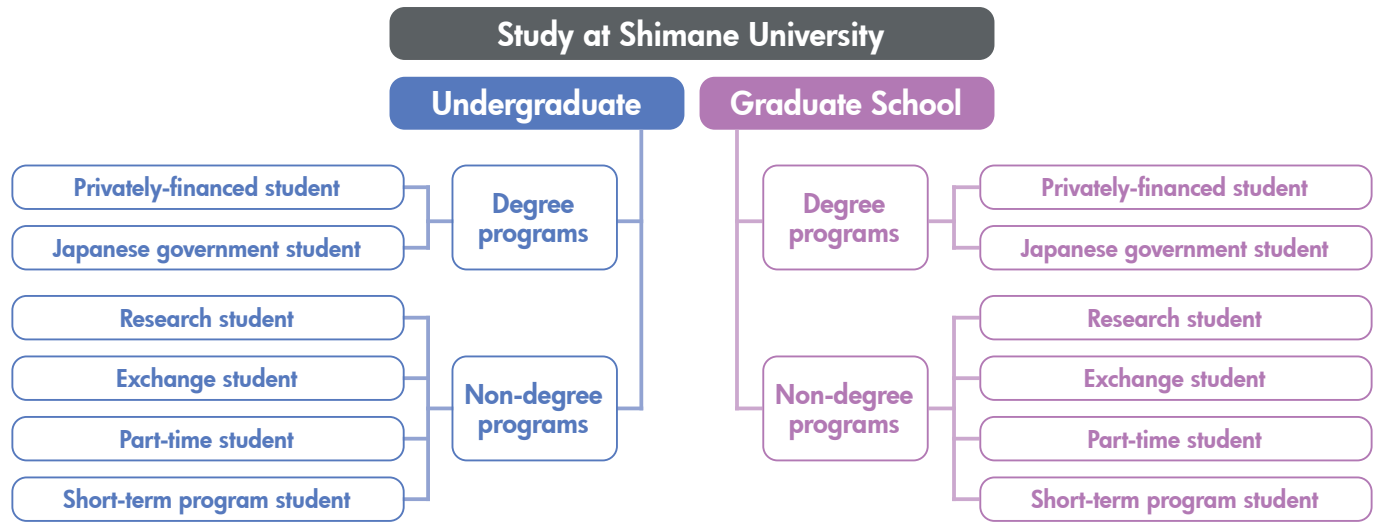 Study at Shimane University
Undergraduate
Graduate School
Privately-financed student
Japanese government student
Degree
programs
Research student
Exchange student
Part-time student
Short-term program student
Non-degree
programs
Degree
programs
Privately-financed student
Japanese government student
Non-degree
programs
Research student
Exchange student
Part-time student
Short-term program student